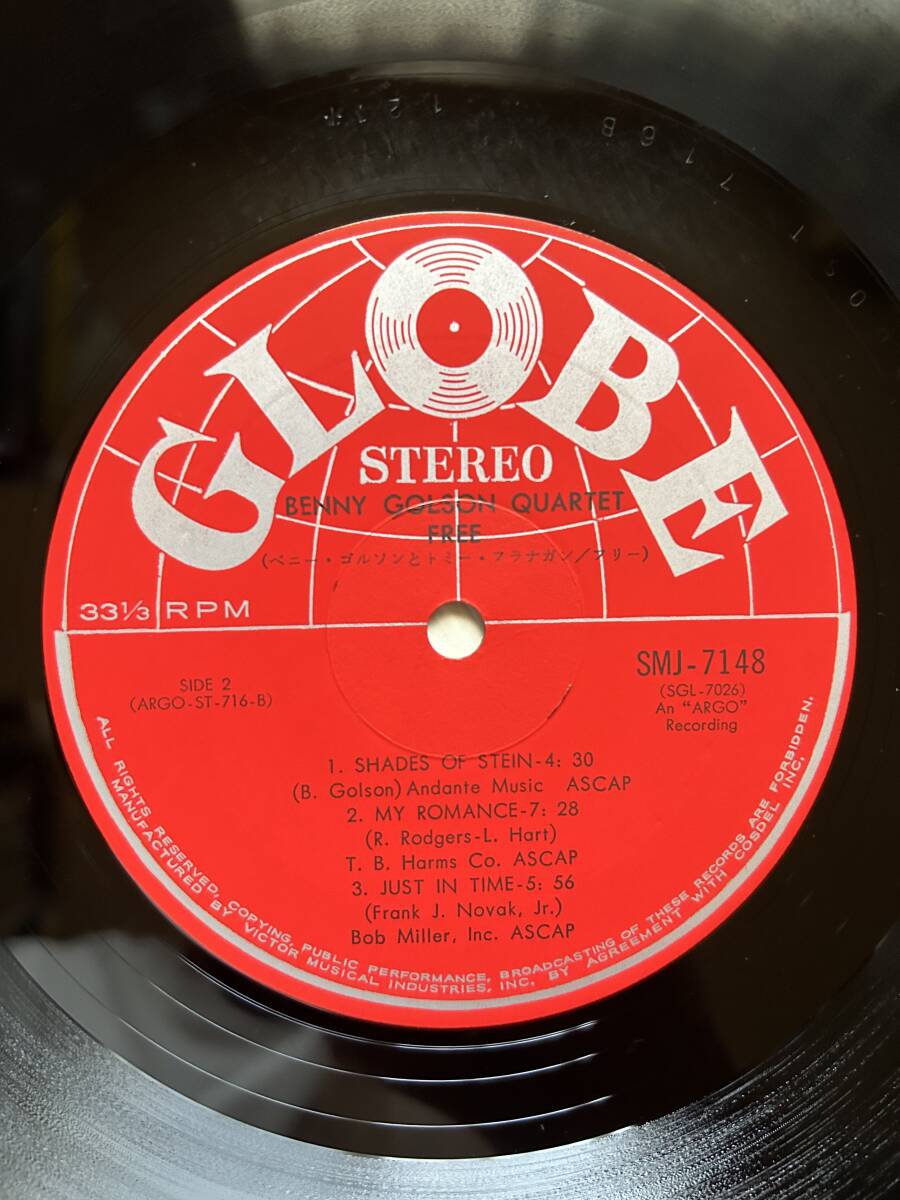 1 2 ↑
7 1 6 B
GLOBE
STEREO
BENNY GOLSON QUARTET
FREE
(ベニー・ゴルソンとトミー・フラナガン/フリー)
33⅓ RPM
SIDE 2
(ARGO-ST-716-B)
SMJ-7148
(SGL-7026)
An "ARGO"
Recording
1. SHADES OF STEIN-4: 30
(B. Golson) Andante Music ASCAP
2. MY ROMANCE-7: 28
(R. Rodgers-L. Hart)
T. B. Harms Co. ASCAP
3. JUST IN TIME-5: 56
(Frank J. Novak, Jr.)
Bob Miller, Inc. ASCAP
ALL RIGHTS RESERVED, COPYING, PUBLIC PERFORMANCE, BROADCASTING OF THESE RECORDS ARE FORBIDDEN.
MANUFACTURED BY VICTOR MUSICAL INDUSTRIES, INC. BY AGREEMENT WITH COSDEL INC.